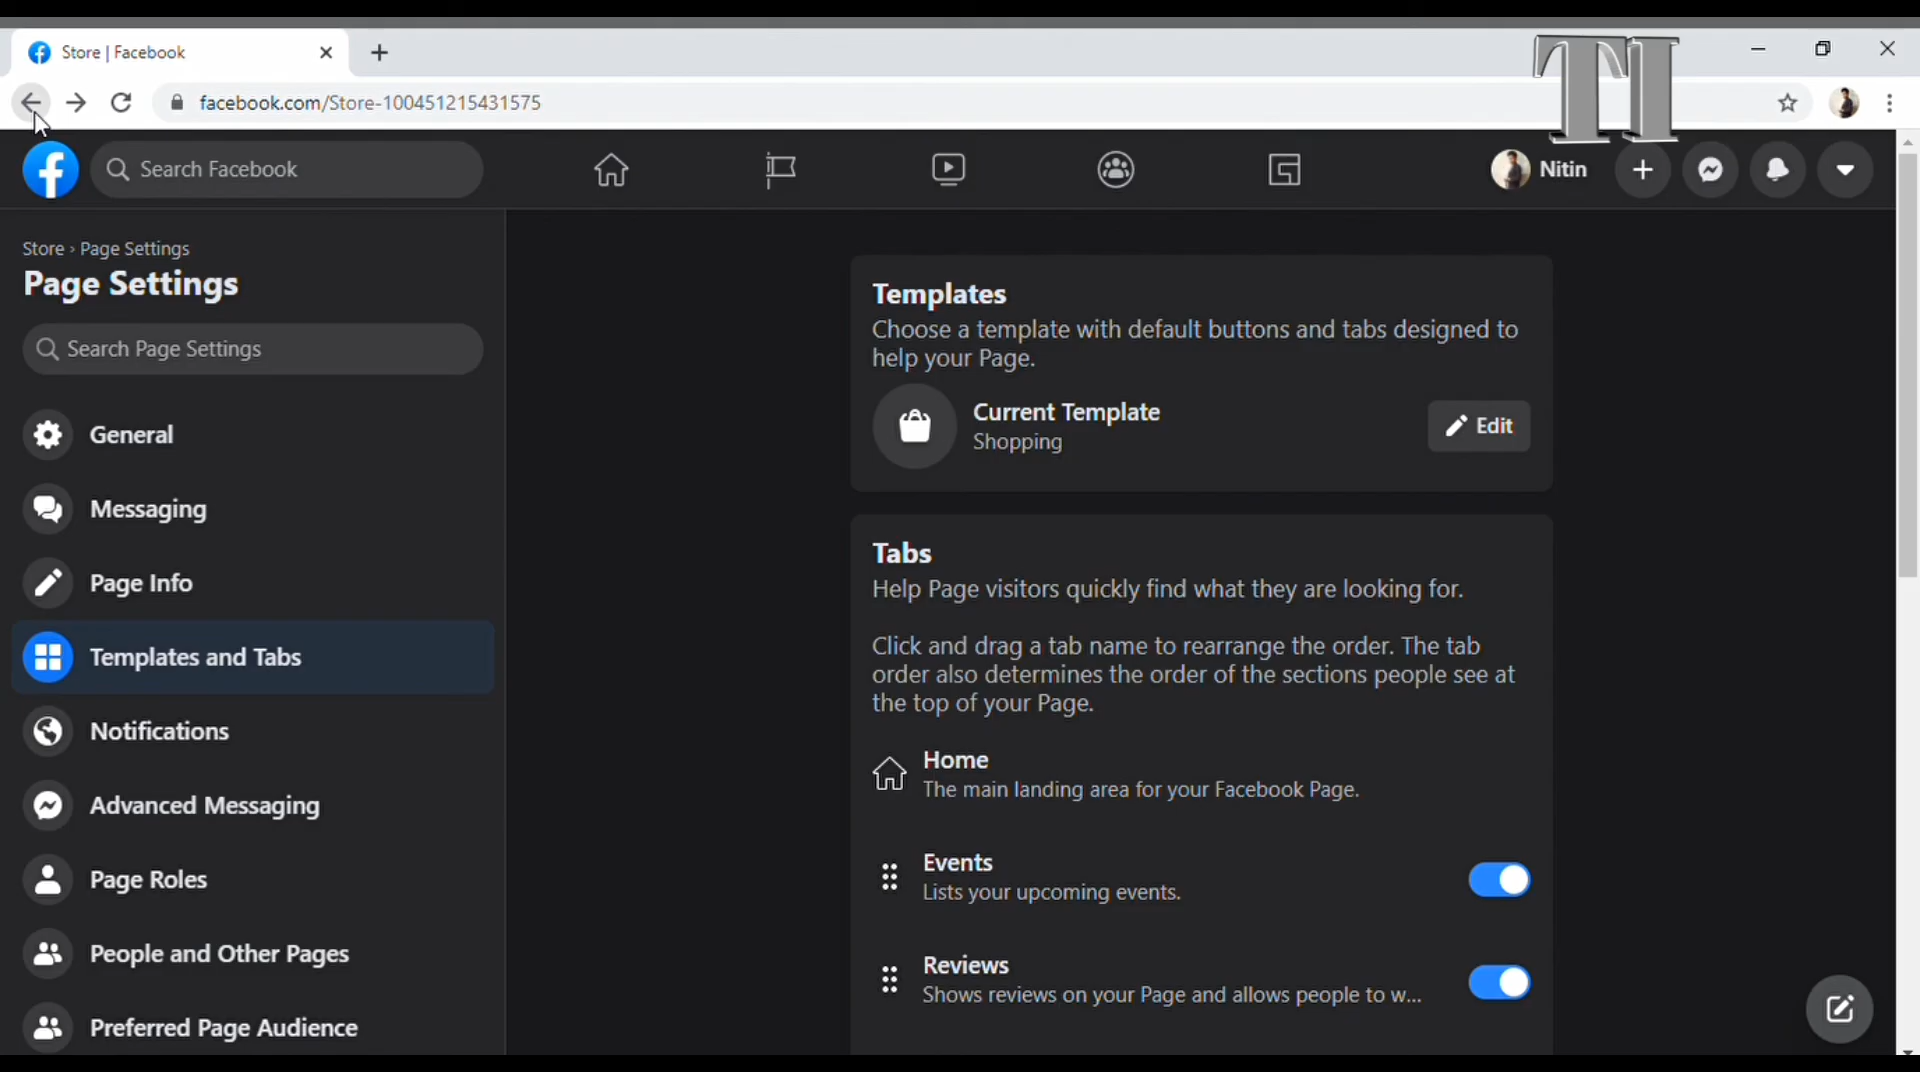 Store | Facebook
facebook.com/Store-100451215431575
TI
Search Facebook
Nitin
Store › Page Settings
Page Settings
Search Page Settings
General
Messaging
Page Info
Templates and Tabs
Notifications
Advanced Messaging
Page Roles
People and Other Pages
Preferred Page Audience
Templates
Choose a template with default buttons and tabs designed to
help your Page.
Current Template
Shopping
Edit
Tabs
Help Page visitors quickly find what they are looking for.
Click and drag a tab name to rearrange the order. The tab
order also determines the order of the sections people see at
the top of your Page.
Home
The main landing area for your Facebook Page.
Events
Lists your upcoming events.
Reviews
Shows reviews on your Page and allows people to w...